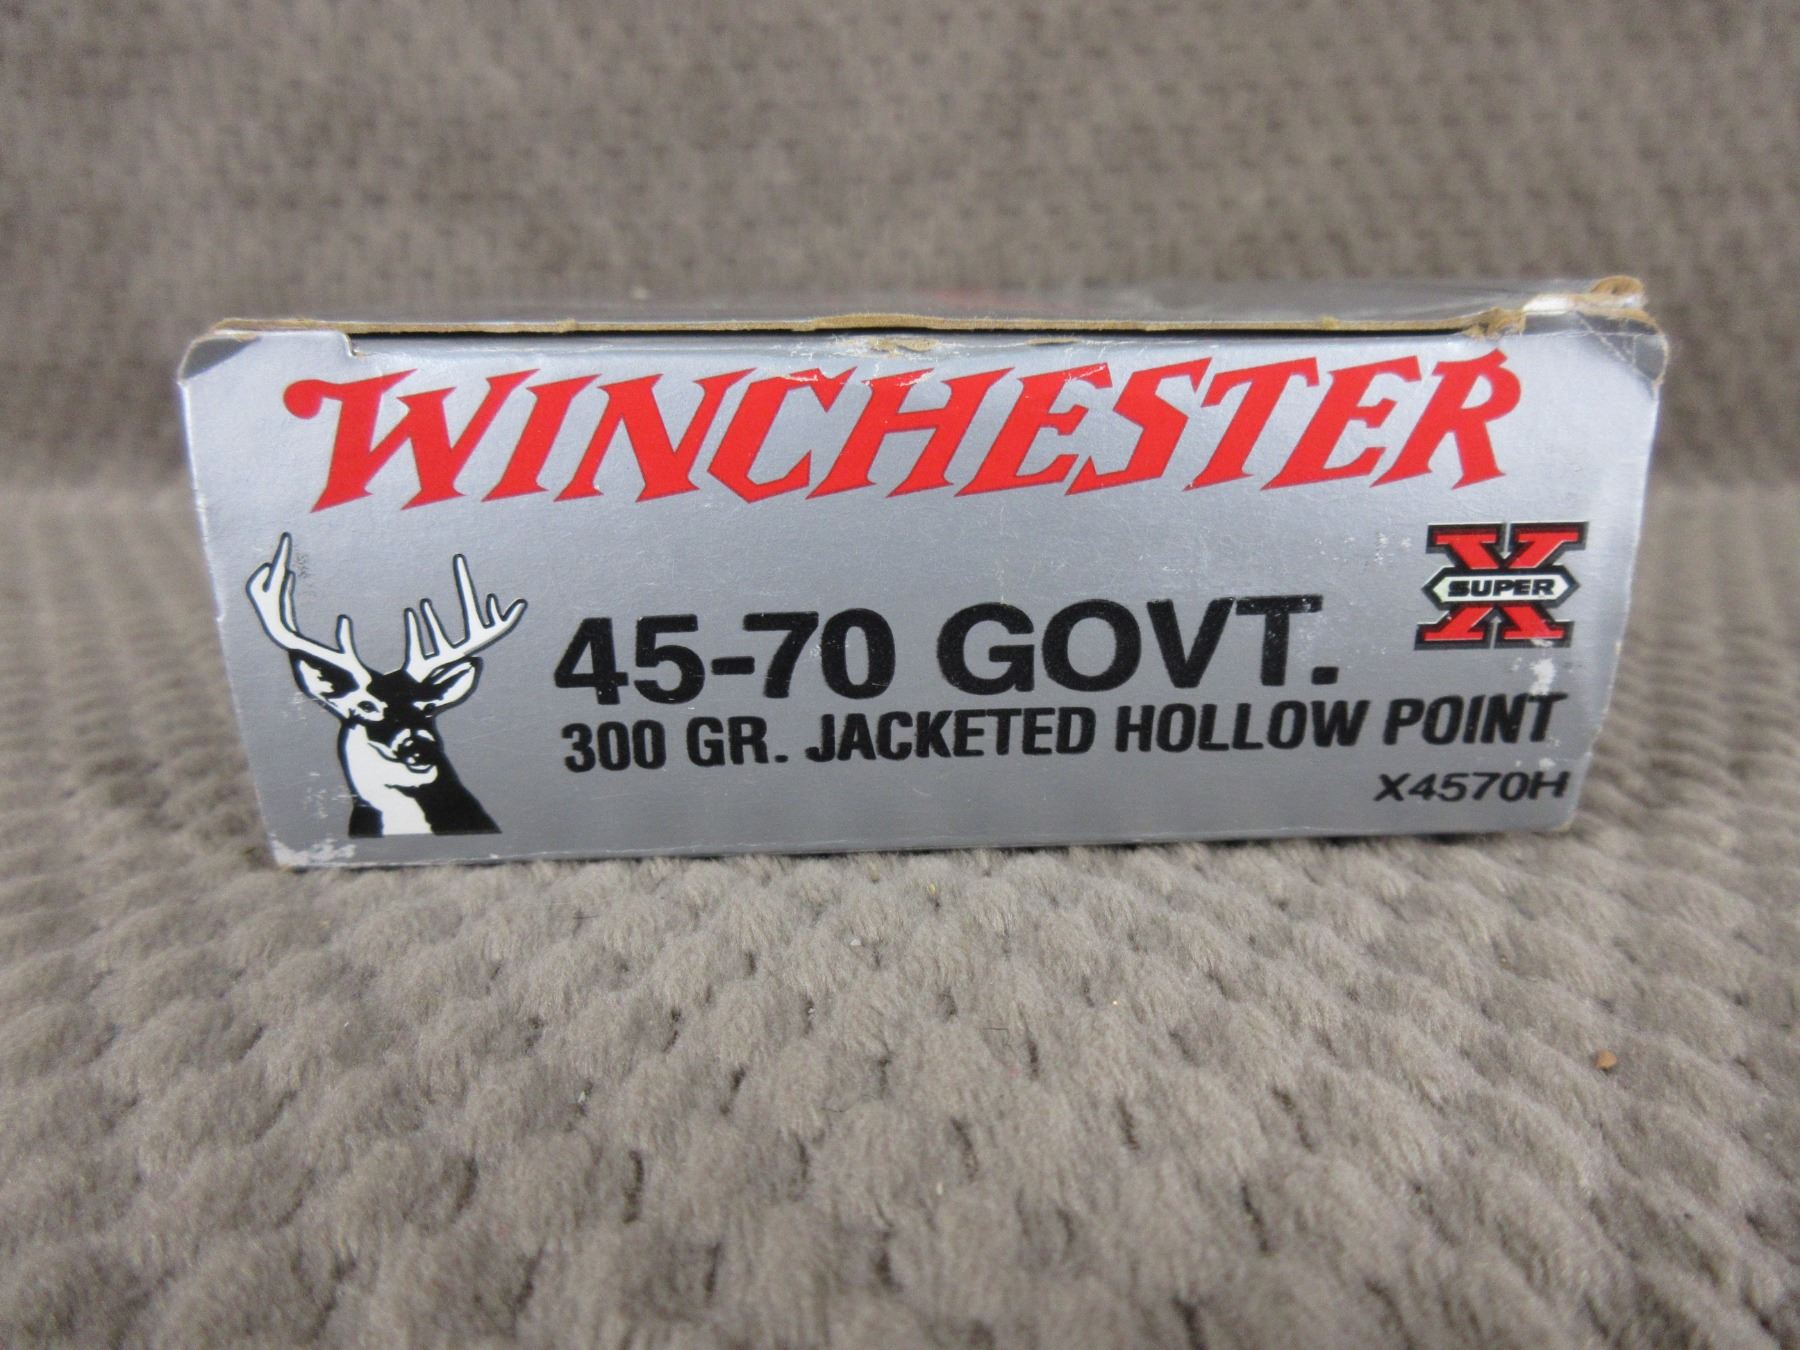 WINCHESTER
SUPER X
45-70 GOVT.
300 GR. JACKETED HOLLOW POINT
X4570H